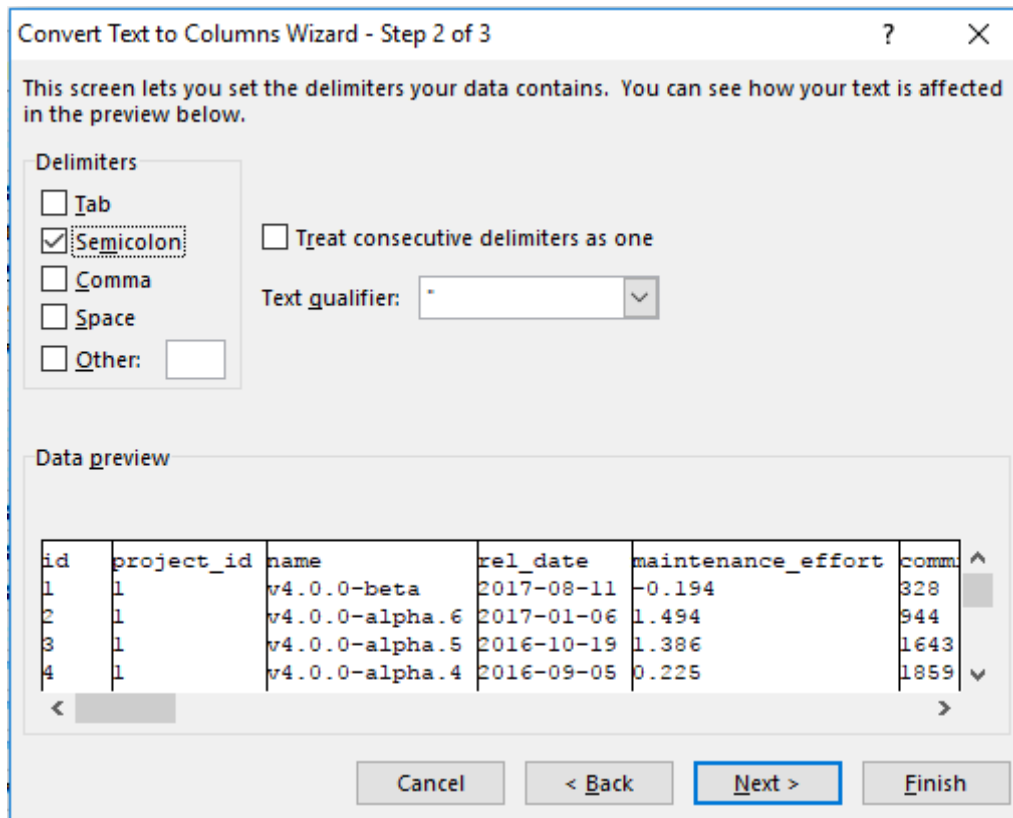 Convert Text to Columns Wizard - Step 2 of 3 ?
This screen lets you set the delimiters your data contains.  You can see how your text is affected
in the preview below.
Delimiters
Tab
Semicolon
Comma
Space
Other:
Treat consecutive delimiters as one
Text qualifier: "
Data preview
id project_id name rel_date maintenance_effort comm
1 1 v4.0.0-beta 2017-08-11 -0.194 328
2 1 v4.0.0-alpha.6 2017-01-06 1.494 944
3 1 v4.0.0-alpha.5 2016-10-19 1.386 1643
4 1 v4.0.0-alpha.4 2016-09-05 0.225 1859
Cancel < Back Next > Finish